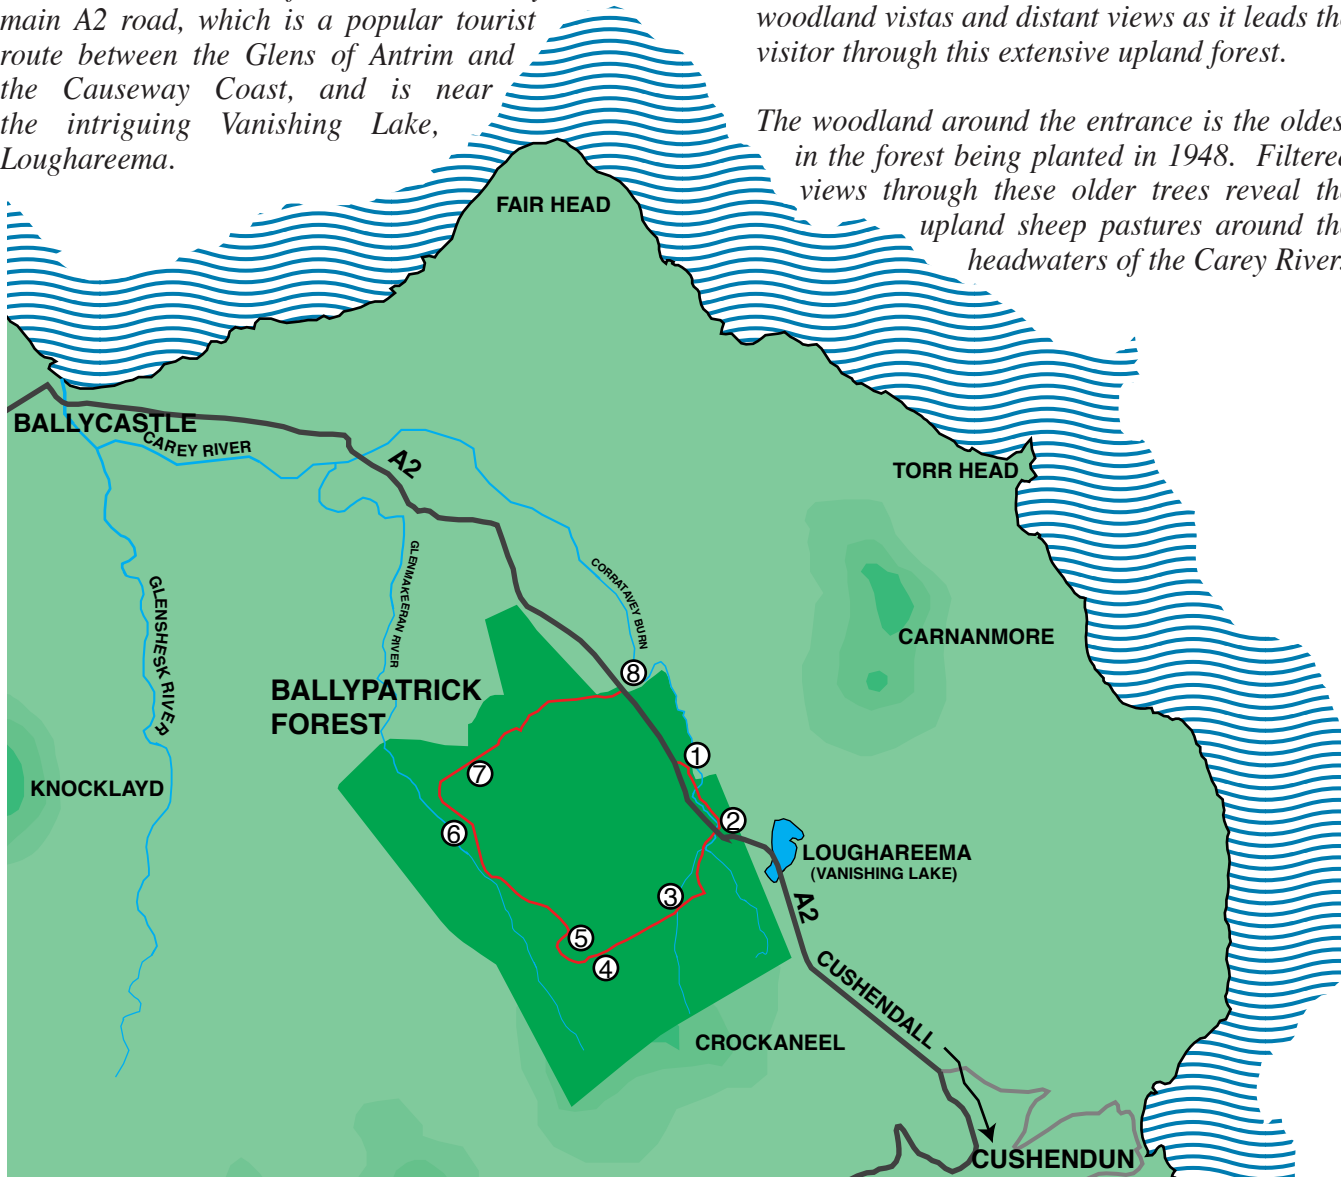 main A2 road, which is a popular tourist
route between the Glens of Antrim and
the Causeway Coast, and is near
the intriguing Vanishing Lake,
Loughareema.
woodland vistas and distant views as it leads the
visitor through this extensive upland forest.
The woodland around the entrance is the oldest
in the forest being planted in 1948. Filtered
views through these older trees reveal the
upland sheep pastures around the
headwaters of the Carey River.
FAIR HEAD
BALLYCASTLE
CAREY RIVER
A2
TORR HEAD
GLENSHESK RIVER
GLENMAKEERAN RIVER
CORRATAVEY BURN
CARNANMORE
BALLYPATRICK
FOREST
KNOCKLAYD
8
1
7
2
6
LOUGHAREEMA
(VANISHING LAKE)
3
A2
5
4
CUSHENDALL
CROCKANEEL
CUSHENDUN